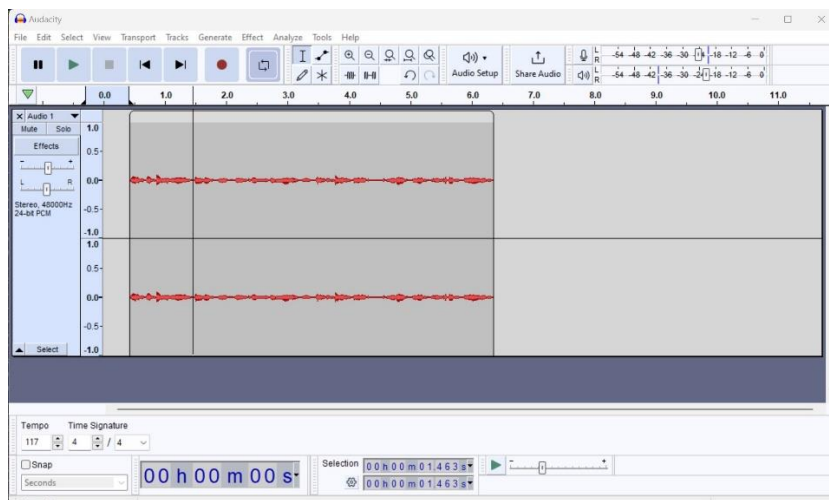 Audacity
File Edit Select View Transport Tracks Generate Effect Analyze Tools Help
Audio Setup
Share Audio
L R -54 -48 -42 -36 -30 -18 -12 -6 0
L R -54 -48 -42 -36 -30 -24 -18 -12 -6 0
0.0 1.0 2.0 3.0 4.0 5.0 6.0 7.0 8.0 9.0 10.0 11.0
Audio 1
Mute Solo
Effects
- +
L R
Stereo, 48000Hz
24-bit PCM
Select
1.0
0.5
0.0
-0.5
-1.0
1.0
0.5
0.0
-0.5
-1.0
Tempo Time Signature
117 4 / 4
Snap
Seconds
00 h 00 m 00 s
Selection 00 h 00 m 01.463 s
00 h 00 m 01.463 s
- +